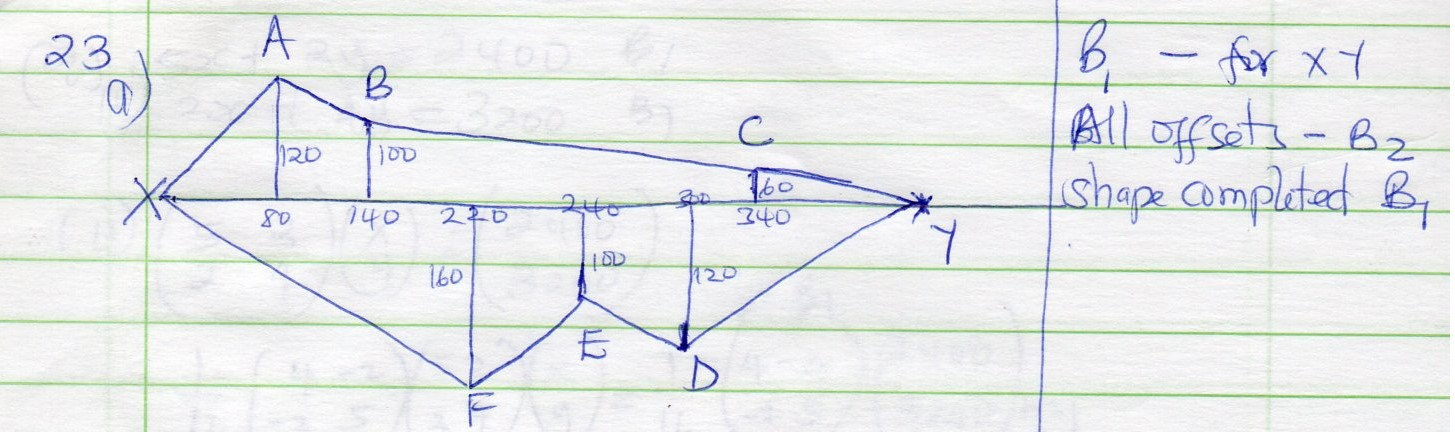 23
a)
A
B
C
120
100
60
X
80
140
220
240
300
340
Y
160
100
120
E
D
F
B1 - for XY
All offsets - B2
Shape completed B1